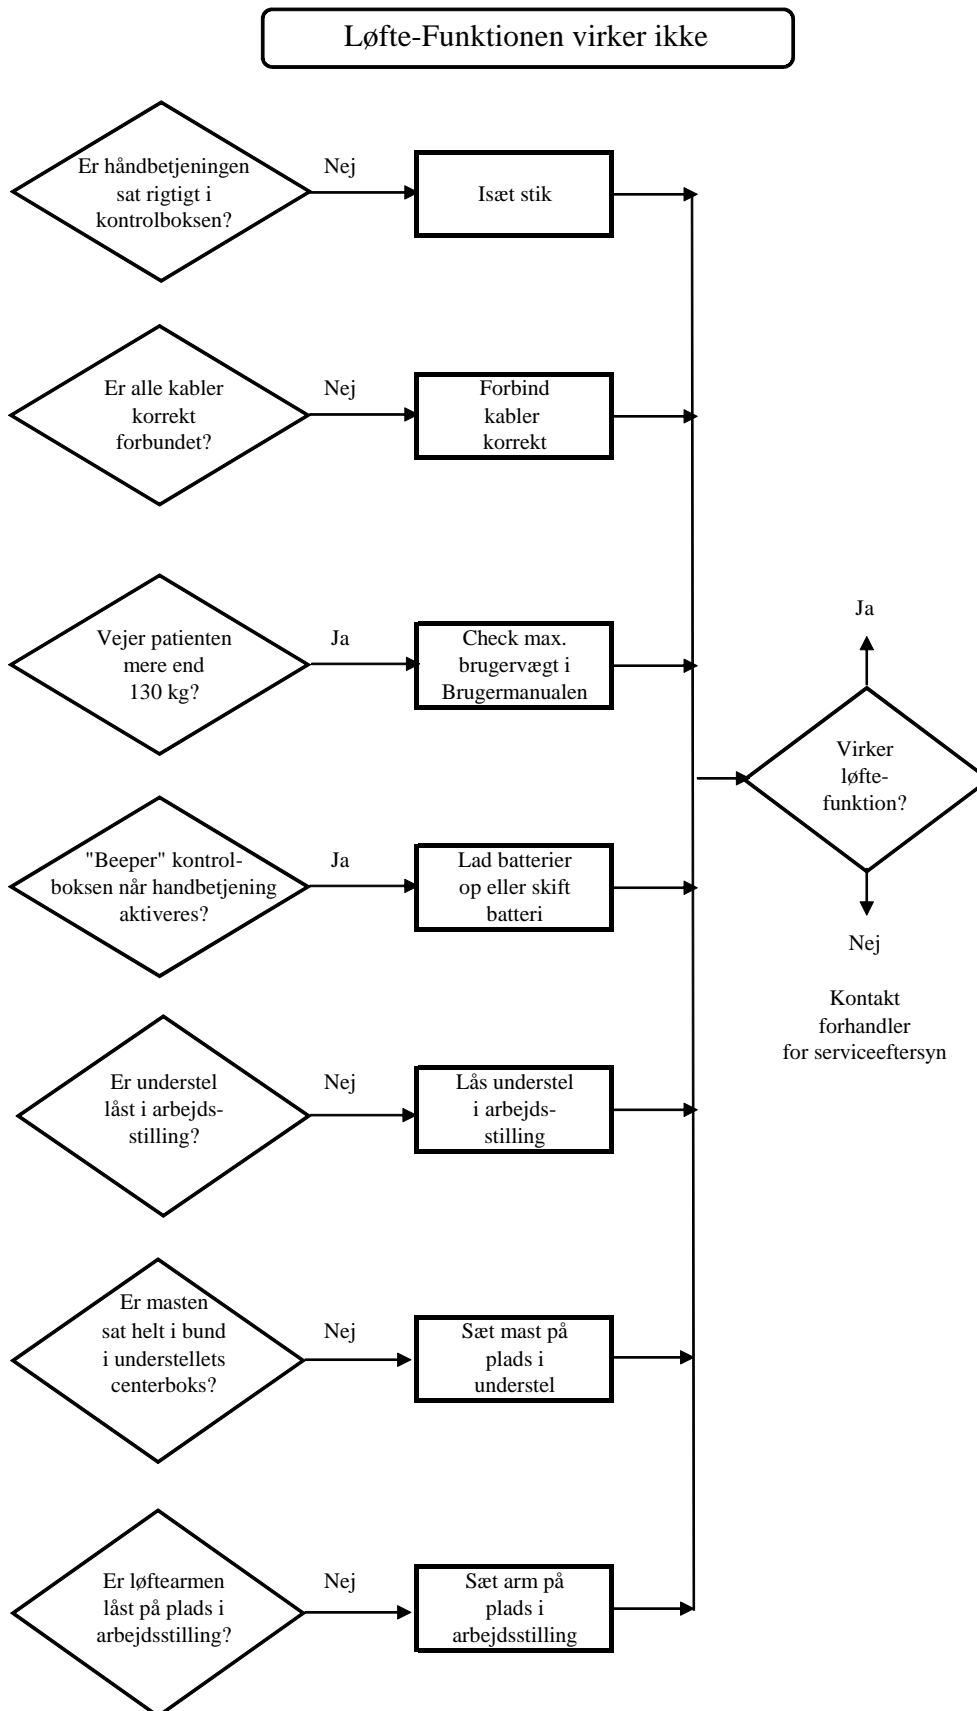 Løfte-Funktionen virker ikke
Er håndbetjeningen
sat rigtigt i
kontrolboksen?
Nej
Isæt stik
Er alle kabler
korrekt
forbundet?
Nej
Forbind
kabler
korrekt
Vejer patienten
mere end
130 kg?
Ja
Check max.
brugervægt i
Brugermanualen
"Beeper" kontrol-
boksen når handbetjening
aktiveres?
Ja
Lad batterier
op eller skift
batteri
Er understel
låst i arbejds-
stilling?
Nej
Lås understel
i arbejds-
stilling
Er masten
sat helt i bund
i understellets
centerboks?
Nej
Sæt mast på
plads i
understel
Er løftearmen
låst på plads i
arbejdsstilling?
Nej
Sæt arm på
plads i
arbejdsstilling
Ja
Virker
løfte-
funktion?
Nej
Kontakt
forhandler
for serviceeftersyn